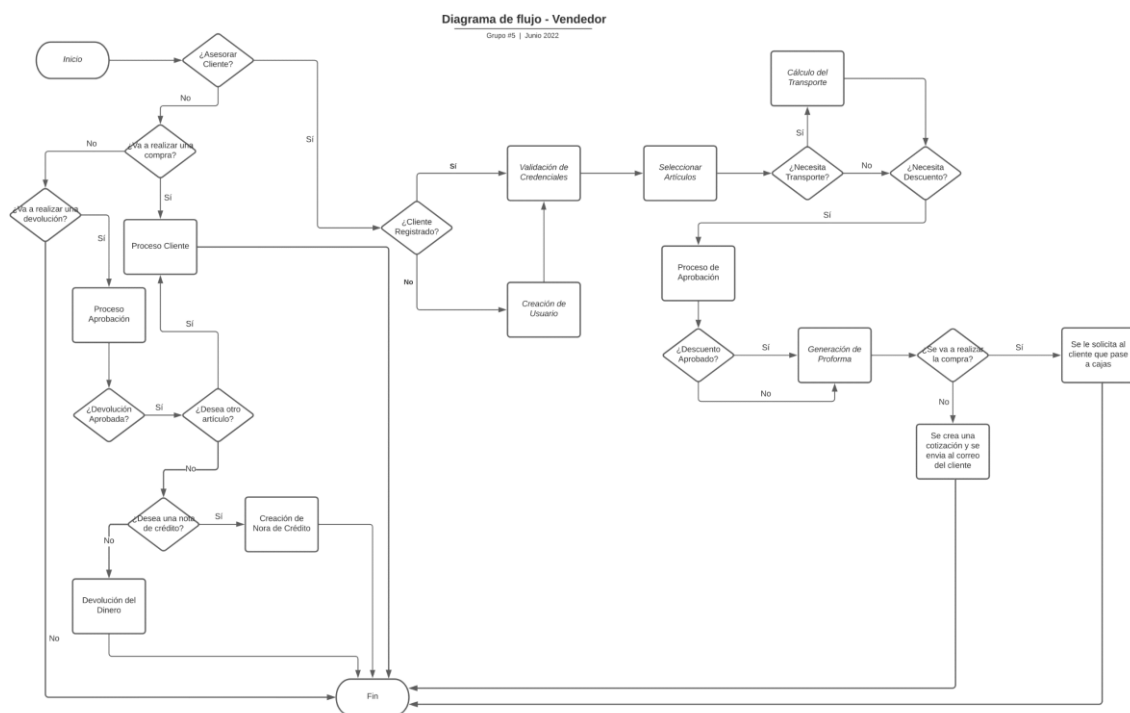 Diagrama de flujo - Vendedor
Grupo #5 | Junio 2022
Inicio
¿Asesorar
Cliente?
No
Sí
¿Va a realizar una
compra?
No
Sí
¿Va a realizar una
devolución?
Sí
No
Proceso Cliente
Proceso
Aprobación
Sí
¿Devolución
Aprobada?
Sí
¿Desea otro
artículo?
No
¿Desea una nota
de crédito?
Sí
Creación de
Nora de Crédito
No
Devolución del
Dinero
¿Cliente
Registrado?
Sí
No
Validación de
Credenciales
Creación de
Usuario
Seleccionar
Artículos
¿Necesita
Transporte?
Sí
No
Cálculo del
Transporte
¿Necesita
Descuento?
Sí
Proceso de
Aprobación
¿Descuento
Aprobado?
Sí
No
Generación de
Proforma
¿Se va a realizar
la compra?
Sí
No
Se le solicita al
cliente que pase
a cajas
Se crea una
cotización y se
envia al correo
del cliente
Fin